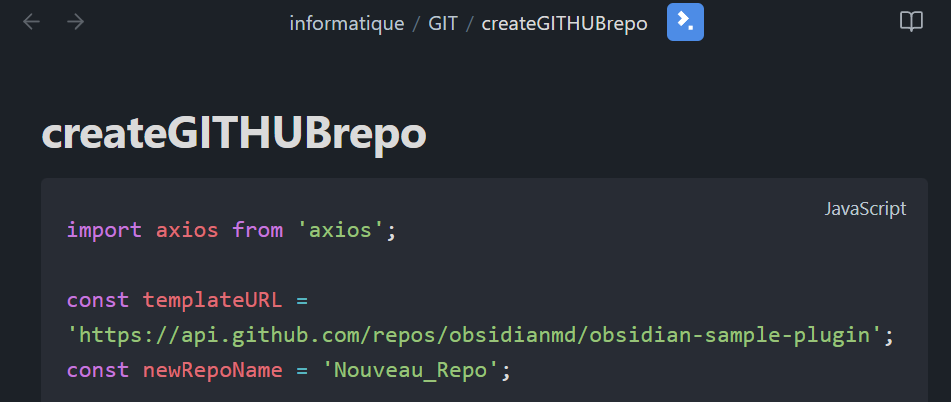 informatique / GIT / createGITHUBrepo
createGITHUBrepo
JavaScript
import axios from 'axios';
const templateURL =
'https://api.github.com/repos/obsidianmd/obsidian-sample-plugin';
const newRepoName = 'Nouveau_Repo';